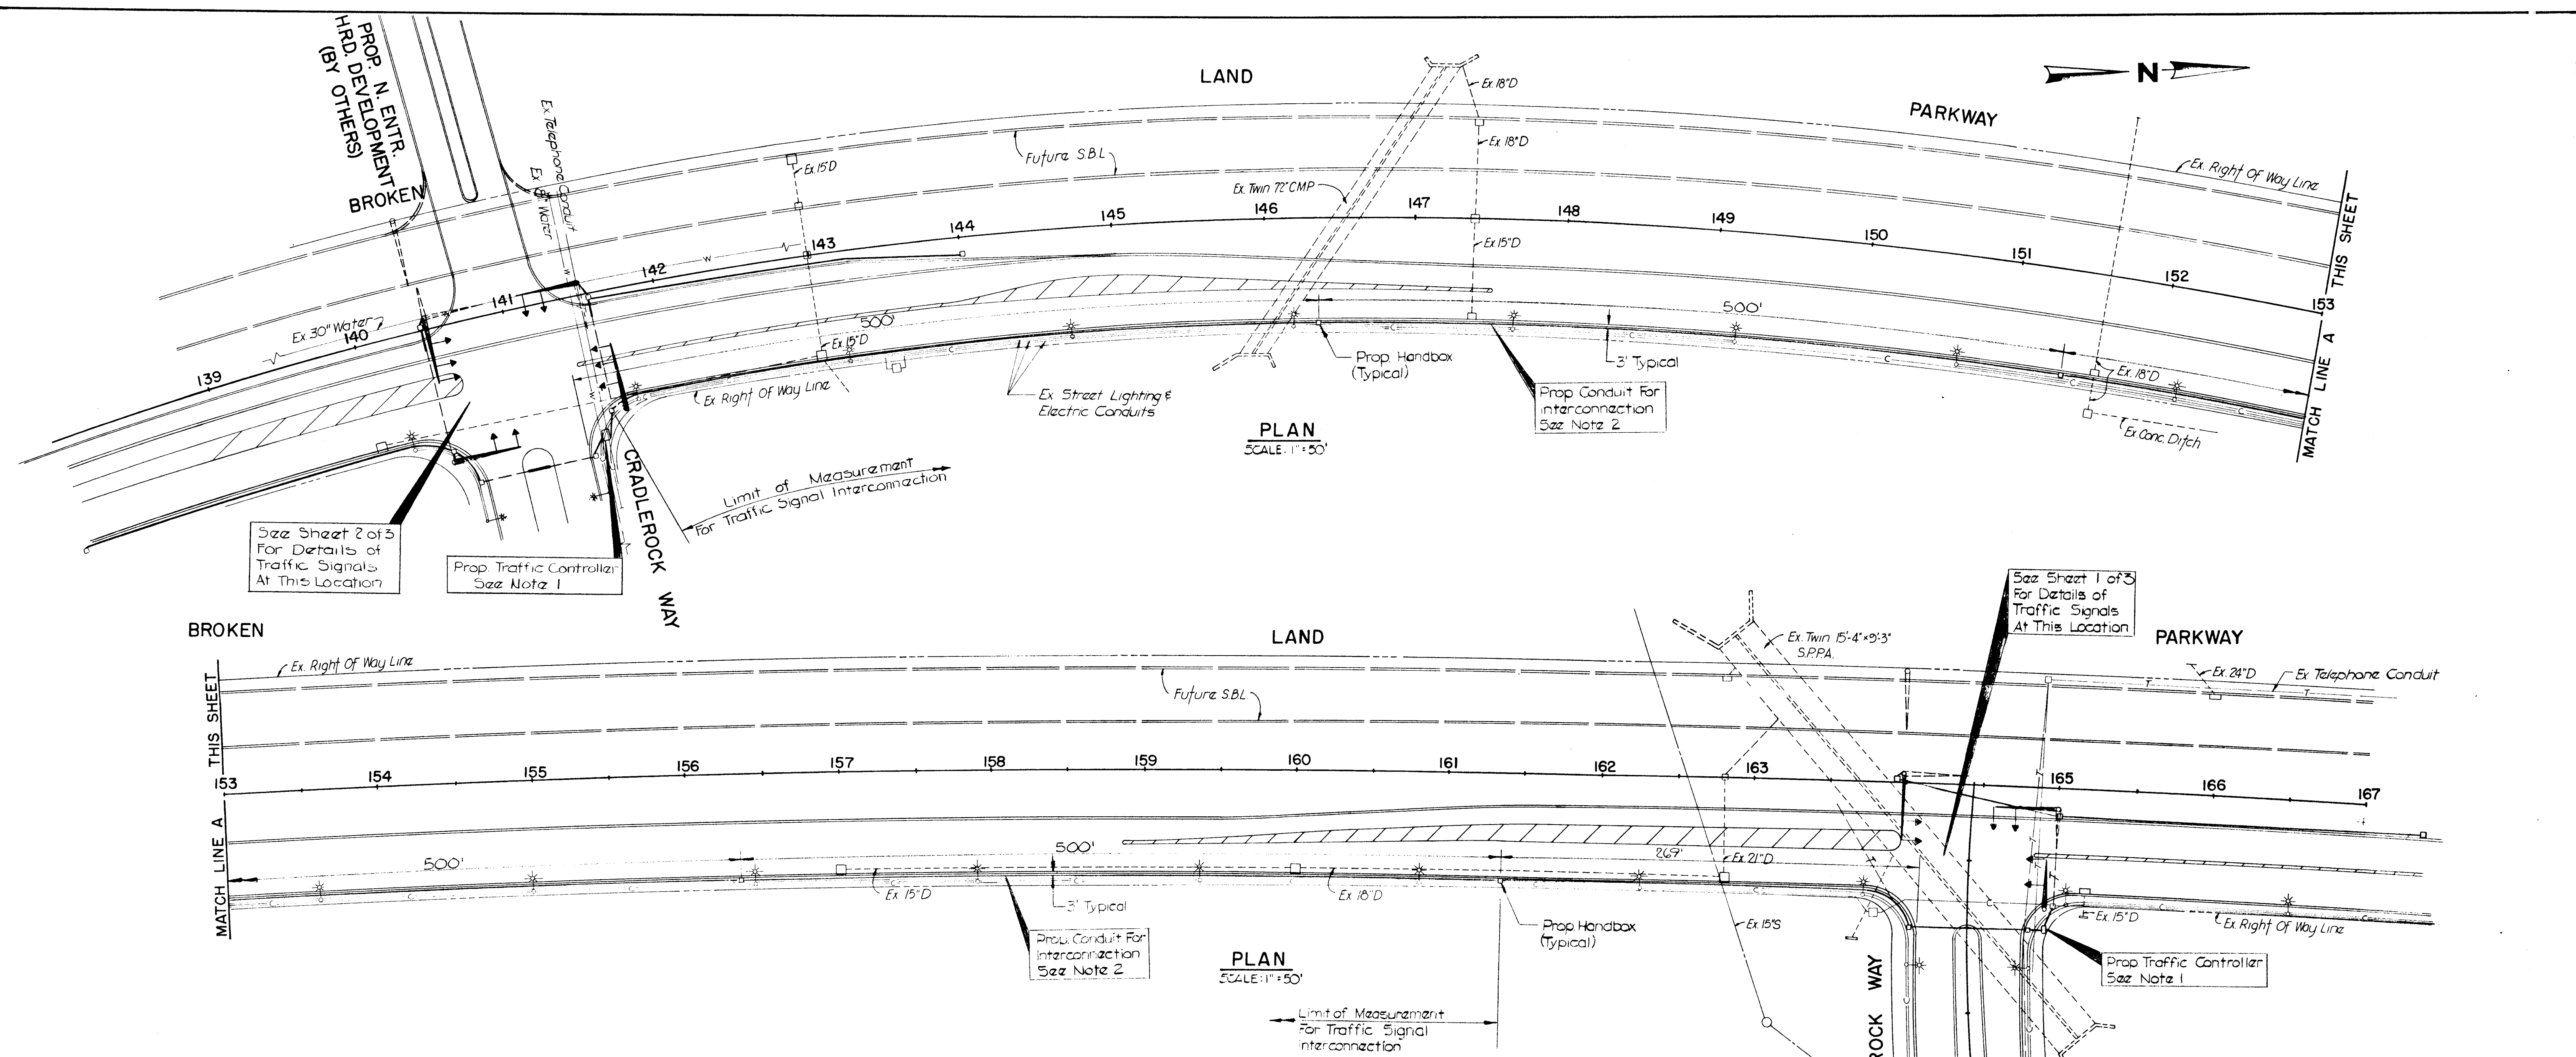 PROP. N. ENTR.
H.R.D. DEVELOPMENT
(BY OTHERS)
BROKEN
LAND
PARKWAY
N
Ex. Telephone Conduit
Ex. 15"D
Future S.B.L
Ex. Twin 72" CMP
Ex. 18"D
Ex. 18"D
Ex. 15"D
Ex. Right Of Way Line
MATCH LINE A THIS SHEET
Ex. 30" Water
139
140
141
142
143
144
145
146
147
148
149
150
151
152
153
W
W
W
W
500'
500'
Ex. 15"D
Ex Right Of Way Line
Ex Street Lighting &
Electric Conduits
C
C
C
C
C
C
Prop. Handbox
(Typical)
3' Typical
Prop Conduit For
Interconnection
See Note 2
Ex. 18"D
Ex Conc. Ditch
PLAN
SCALE: 1"=50'
Limit of Measurement
For Traffic Signal Interconnection
CRADLEROCK WAY
See Sheet 2 of 3
For Details of
Traffic Signals
At This Location
Prop. Traffic Controller
See Note 1
BROKEN
LAND
PARKWAY
Ex. Right Of Way Line
MATCH LINE A THIS SHEET
Future S.B.L
Ex. Twin 15'-4"x9'-3"
S.P.P.A.
See Sheet 1 of 3
For Details of
Traffic Signals
At This Location
Ex. 24"D
Ex Telephone Conduit
T
T
153
154
155
156
157
158
159
160
161
162
163
165
166
167
500'
500'
269'
Ex 15"D
3' Typical
Ex 18"D
Ex. 21"D
Ex. 15"S
Ex. 15"D
Ex. Right Of Way Line
Prop. Conduit For
Interconnection
See Note 2
Prop Handbox
(Typical)
Prop Traffic Controller
See Note 1
PLAN
SCALE: 1"=50'
Limit of Measurement
For Traffic Signal
Interconnection
ROCK WAY